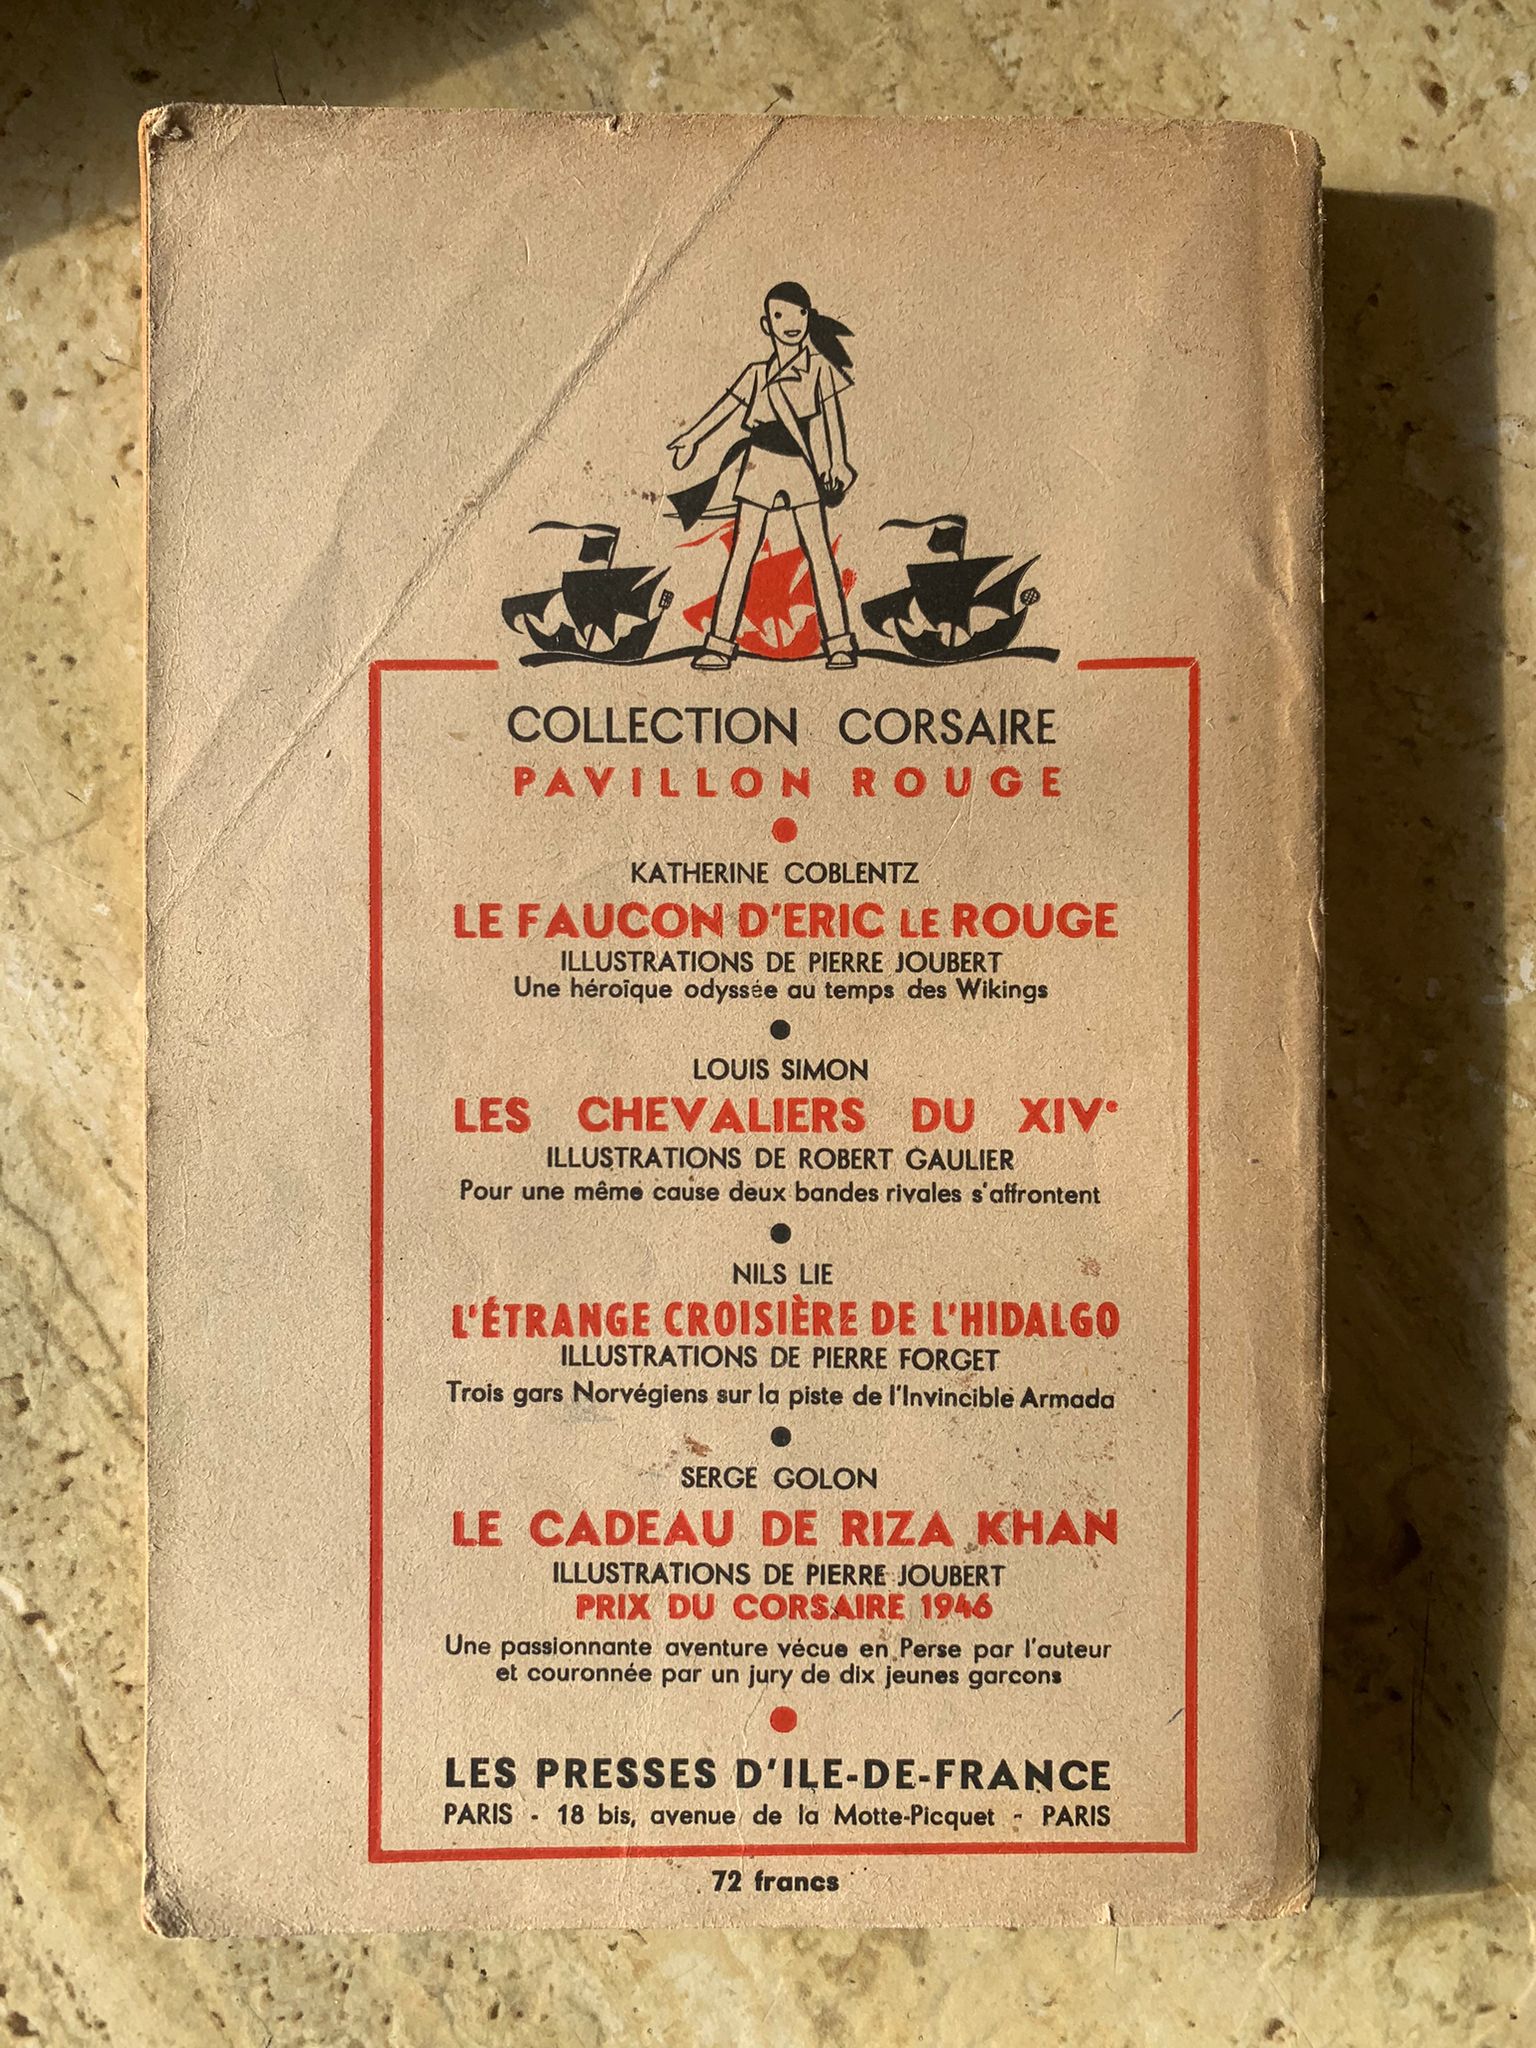 COLLECTION CORSAIRE
PAVILLON ROUGE
KATHERINE COBLENTZ
LE FAUCON D'ERIC LE ROUGE
ILLUSTRATIONS DE PIERRE JOUBERT
Une héroïque odyssée au temps des Wikings
LOUIS SIMON
LES CHEVALIERS DU XIVe
ILLUSTRATIONS DE ROBERT GAULIER
Pour une même cause deux bandes rivales s'affrontent
NILS LIE
L'ÉTRANGE CROISIÈRE DE L'HIDALGO
ILLUSTRATIONS DE PIERRE FORGET
Trois gars Norvégiens sur la piste de l'Invincible Armada
SERGE GOLON
LE CADEAU DE RIZA KHAN
ILLUSTRATIONS DE PIERRE JOUBERT
PRIX DU CORSAIRE 1946
Une passionnante aventure vécue en Perse par l'auteur
et couronnée par un jury de dix jeunes garcons
LES PRESSES D'ILE-DE-FRANCE
PARIS - 18 bis, avenue de la Motte-Picquet - PARIS
72 francs